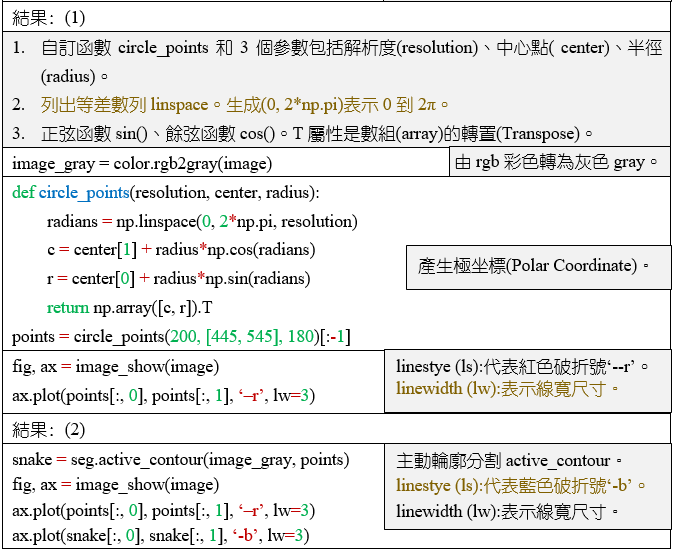 結果：(1)
1. 自訂函數 circle_points 和 3 個參數包括解析度(resolution)、中心點( center)、半徑
(radius)。
2. 列出等差數列 linspace。生成(0, 2*np.pi)表示 0 到 2π。
3. 正弦函數 sin()、餘弦函數 cos()。T 屬性是數組(array)的轉置(Transpose)。
image_gray = color.rgb2gray(image)
由 rgb 彩色轉為灰色 gray。
def circle_points(resolution, center, radius):
radians = np.linspace(0, 2*np.pi, resolution)
c = center[1] + radius*np.cos(radians)
r = center[0] + radius*np.sin(radians)
return np.array([c, r]).T
產生極坐標(Polar Coordinate)。
points = circle_points(200, [445, 545], 180)[:-1]
fig, ax = image_show(image)
ax.plot(points[:, 0], points[:, 1], ‘–r’, lw=3)
linestye (ls):代表紅色破折號‘--r’。
linewidth (lw):表示線寬尺寸。
結果：(2)
snake = seg.active_contour(image_gray, points)
fig, ax = image_show(image)
ax.plot(points[:, 0], points[:, 1], ‘–r’, lw=3)
ax.plot(snake[:, 0], snake[:, 1], ‘-b’, lw=3)
主動輪廓分割 active_contour。
linestye (ls):代表藍色破折號‘-b’。
linewidth (lw):表示線寬尺寸。